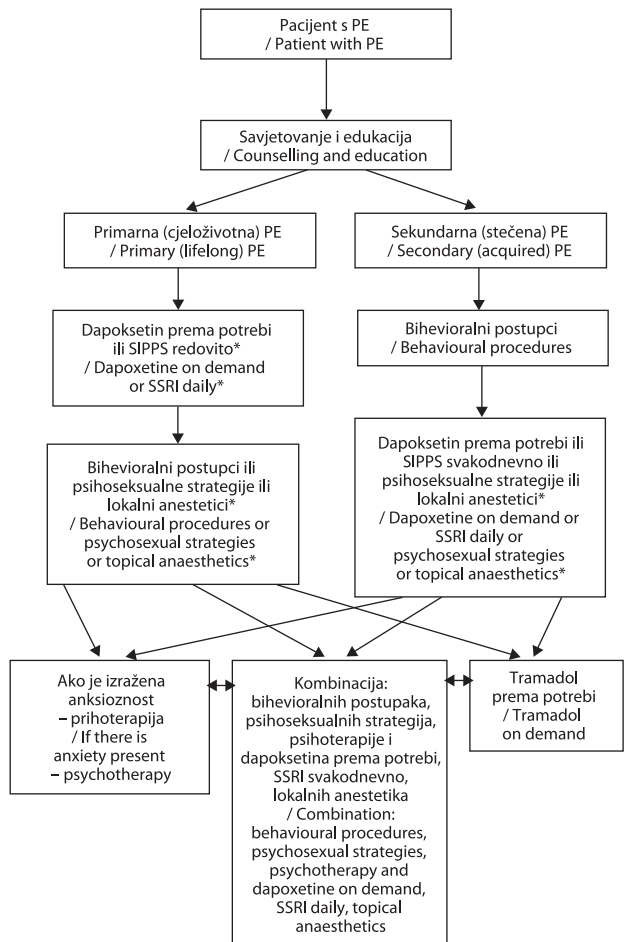 Pacijent s PE
/ Patient with PE
Savjetovanje i edukacija
/ Counselling and education
Primarna (cjeloživotna) PE
/ Primary (lifelong) PE
Sekundarna (stečena) PE
/ Secondary (acquired) PE
Dapoksetin prema potrebi
ili SIPPS redovito*
/ Dapoxetine on demand
or SSRI daily*
Bihevioralni postupci
/ Behavioural procedures
Bihevioralni postupci ili
psihoseksualne strategije ili
lokalni anestetici*
/ Behavioural procedures or
psychosexual strategies
or topical anaesthetics*
Dapoksetin prema potrebi ili
SIPPS svakodnevno ili
psihoseksualne strategije ili
lokalni anestetici*
/ Dapoxetine on demand or
SSRI daily or
psychosexual strategies
or topical anaesthetics*
Ako je izražena
anksioznost
– prihoterapija
/ If there is
anxiety present
– psychotherapy
Kombinacija:
bihevioralnih postupaka,
psihoseksualnih strategija,
psihoterapije i
dapoksetina prema potrebi,
SSRI svakodnevno,
lokalnih anestetika
/ Combination:
behavioural procedures,
psychosexual strategies,
psychotherapy and
dapoxetine on demand,
SSRI daily, topical
anaesthetics
Tramadol
prema potrebi
/ Tramadol
on demand